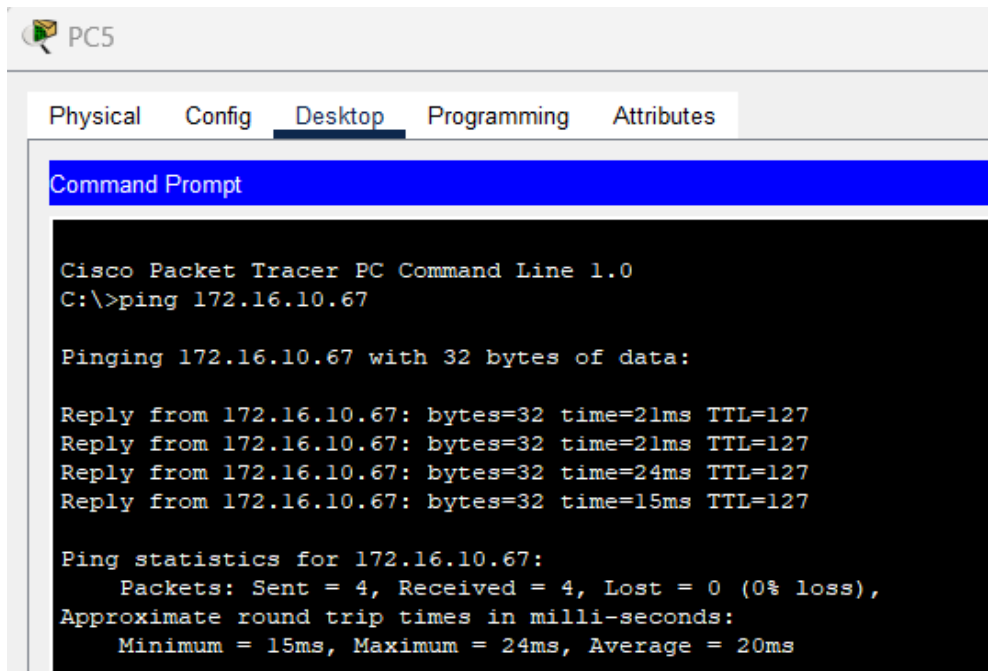 PC5
Physical Config Desktop Programming Attributes
Command Prompt
Cisco Packet Tracer PC Command Line 1.0
C:\>ping 172.16.10.67
Pinging 172.16.10.67 with 32 bytes of data:
Reply from 172.16.10.67: bytes=32 time=21ms TTL=127
Reply from 172.16.10.67: bytes=32 time=21ms TTL=127
Reply from 172.16.10.67: bytes=32 time=24ms TTL=127
Reply from 172.16.10.67: bytes=32 time=15ms TTL=127
Ping statistics for 172.16.10.67:
Packets: Sent = 4, Received = 4, Lost = 0 (0% loss),
Approximate round trip times in milli-seconds:
Minimum = 15ms, Maximum = 24ms, Average = 20ms